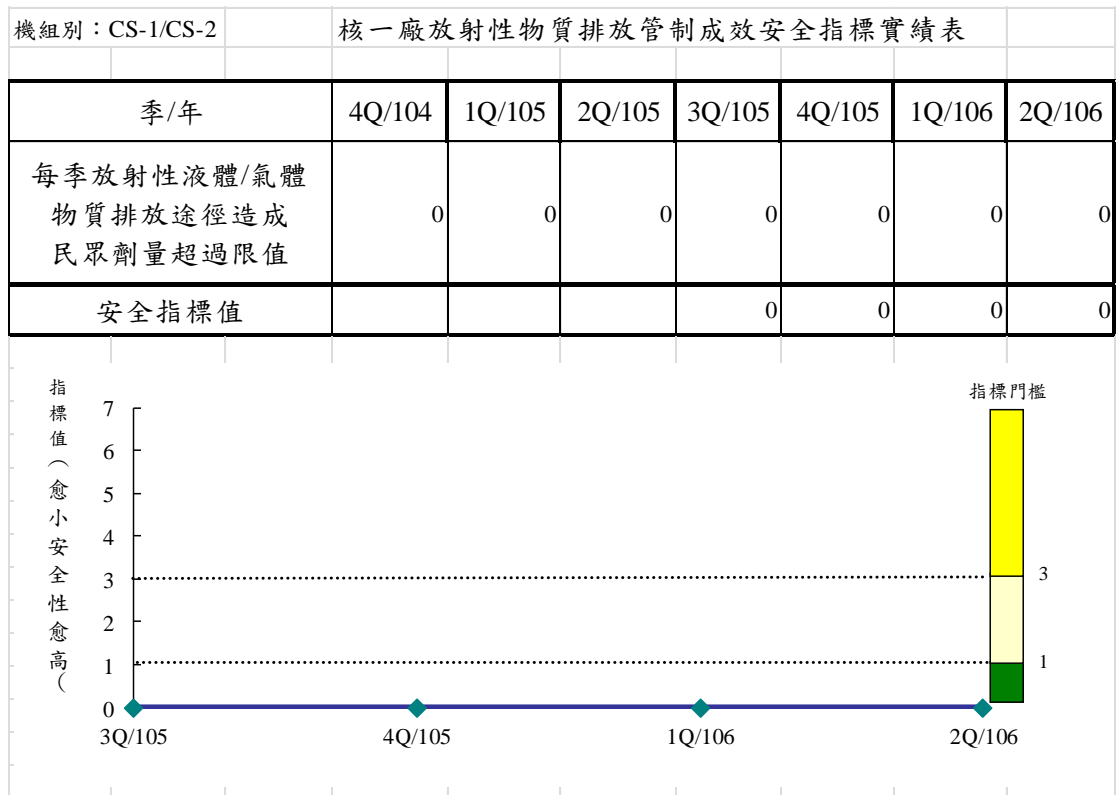 機組別：CS-1/CS-2 核一廠放射性物質排放管制成效安全指標實績表
季/年 4Q/104 1Q/105 2Q/105 3Q/105 4Q/105 1Q/106 2Q/106
每季放射性液體/氣體
物質排放途徑造成
民眾劑量超過限值
0 0 0 0 0 0 0
安全指標值 0 0 0 0
指標值（愈小安全性愈高（
指標門檻
7
6
5
4
3
2
1
0
3
1
3Q/105 4Q/105 1Q/106 2Q/106